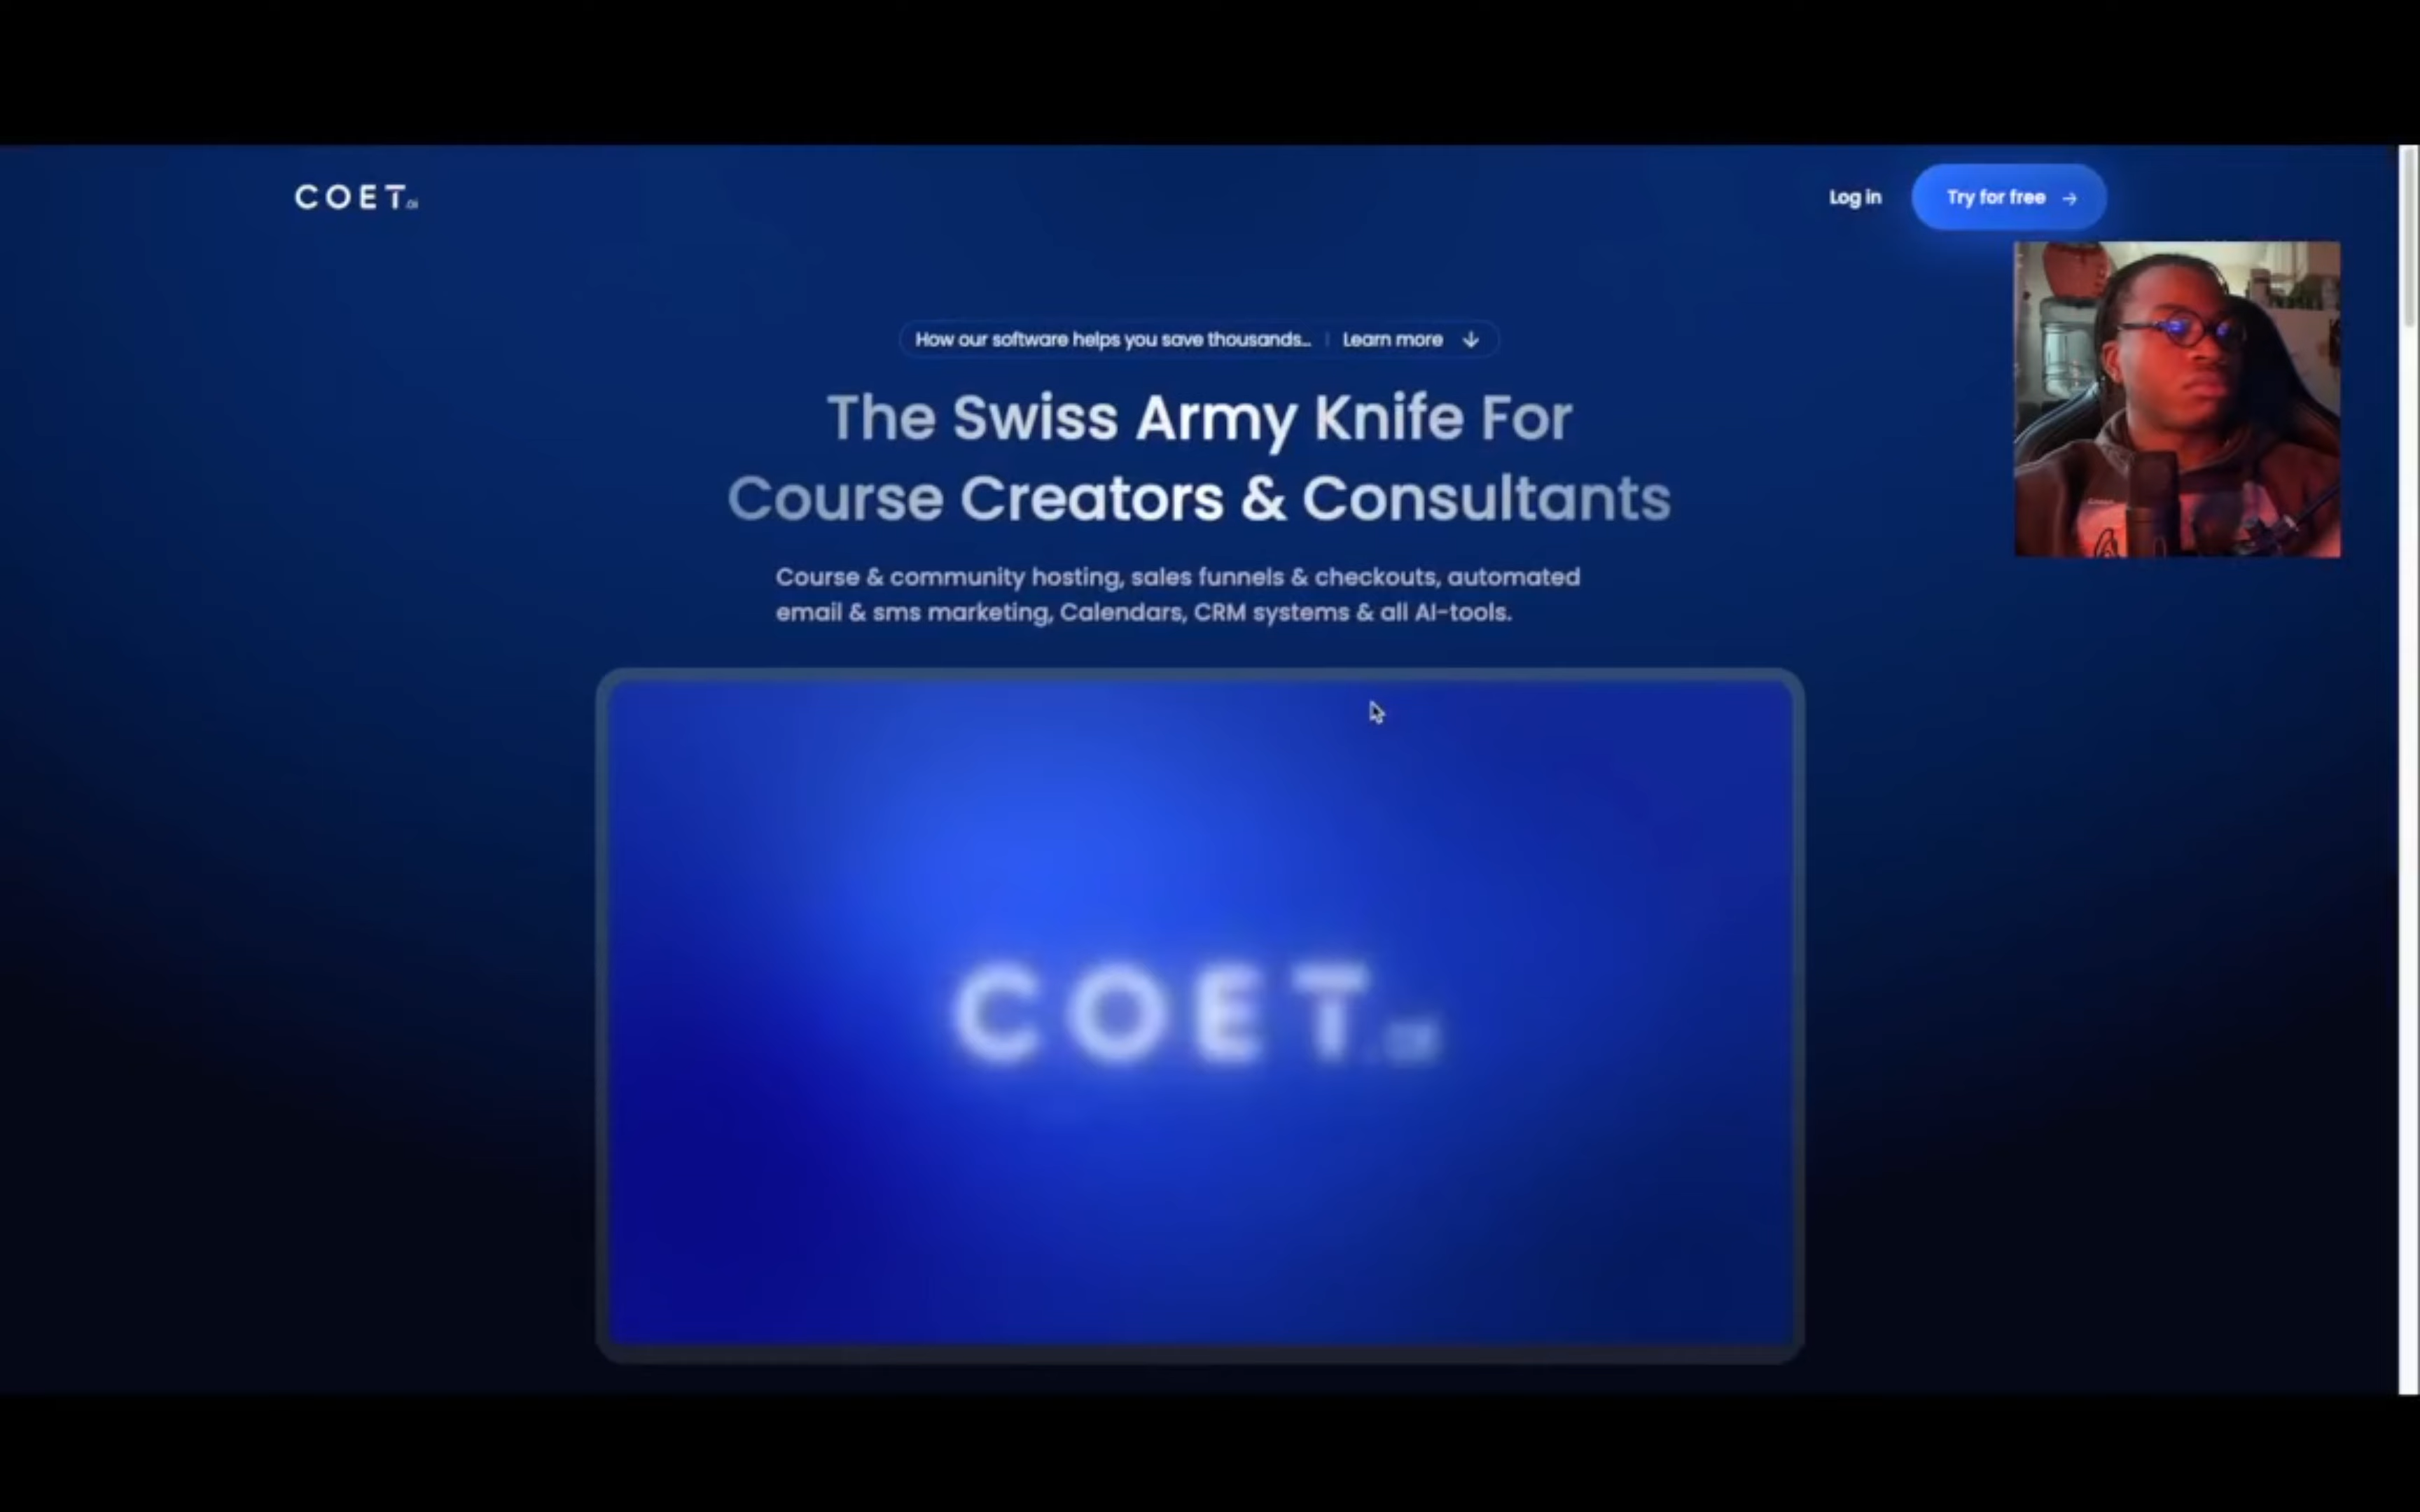 COET.ai
Log in
Try for free →
How our software helps you save thousands... | Learn more ↓
The Swiss Army Knife For
Course Creators & Consultants
Course & community hosting, sales funnels & checkouts, automated
email & sms marketing, Calendars, CRM systems & all AI-tools.
COET.ai